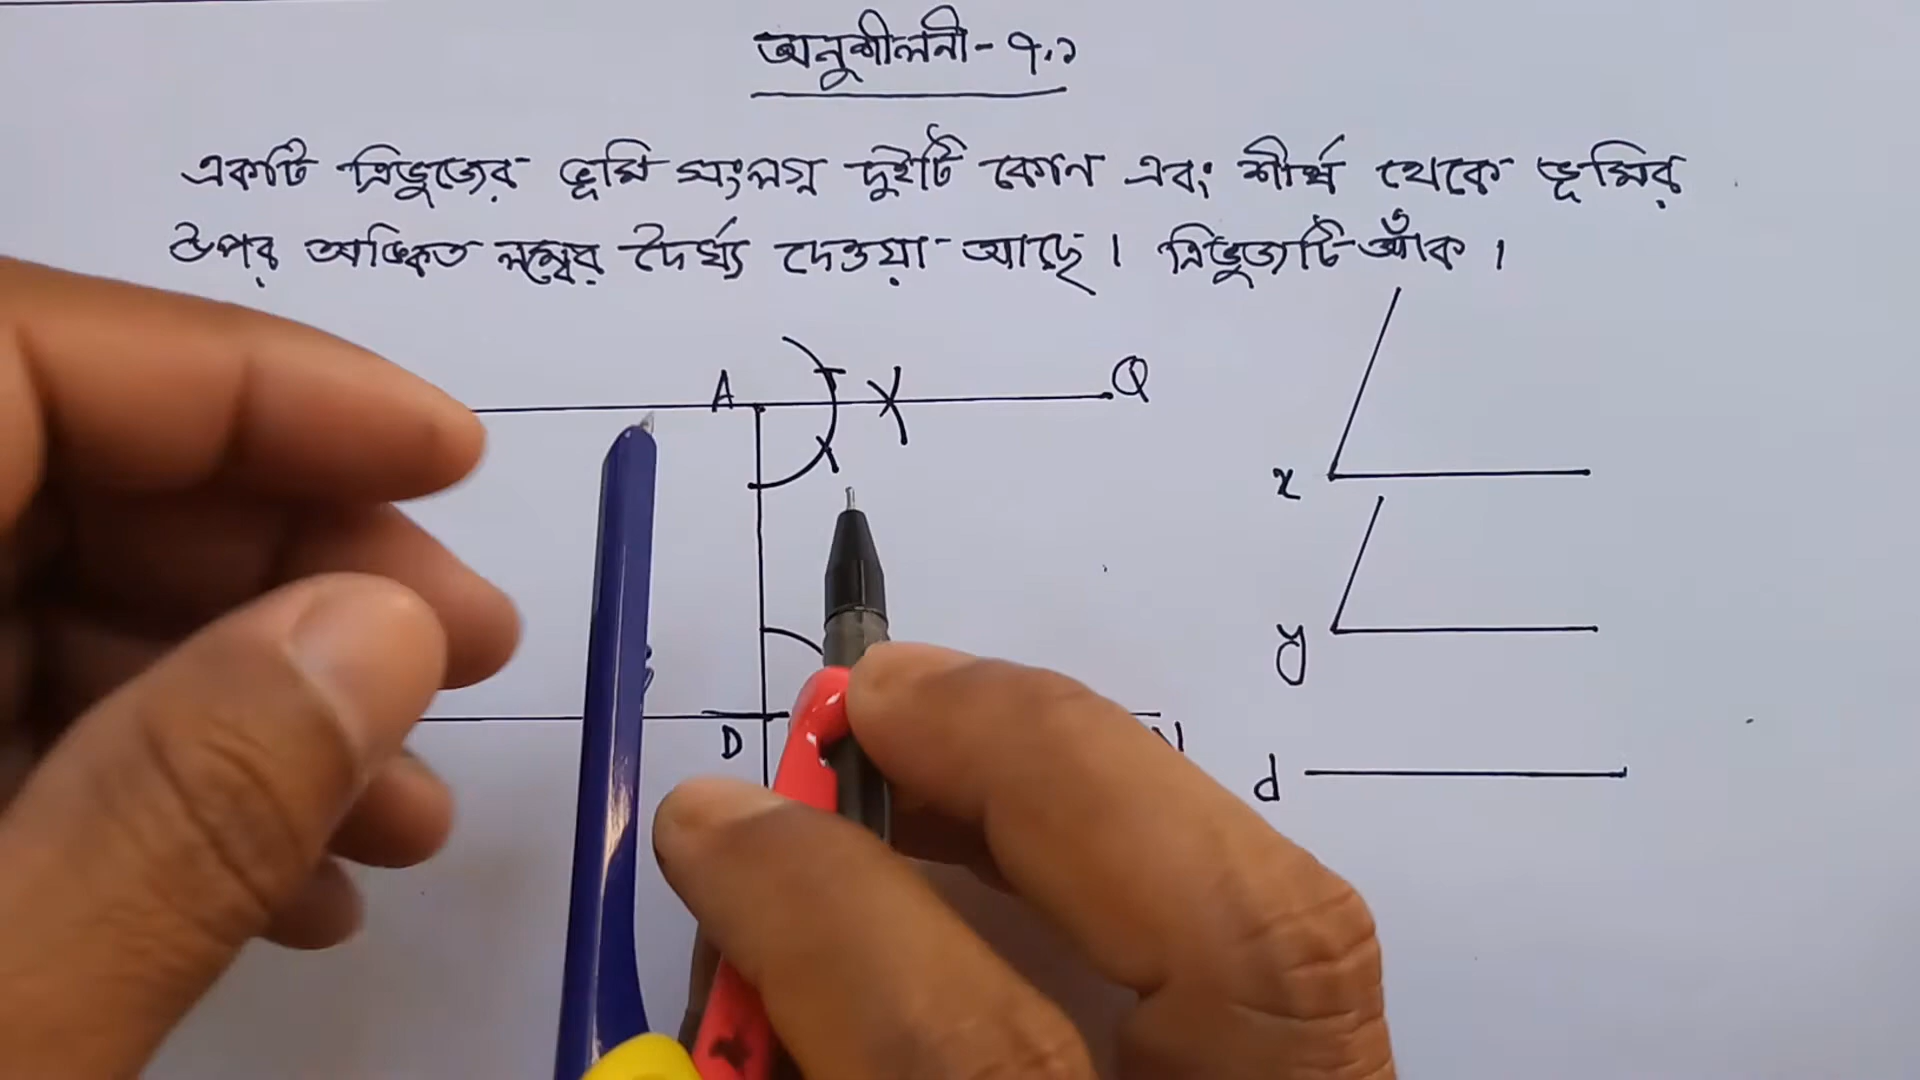 অনুশীলনী - ৭.১
একটি ত্রিভুজের ভূমি সংলগ্ন দুইটি কোন এবং শীর্ষ থেকে ভূমির
উপর অঙ্কিত লম্বের দৈর্ঘ্য দেওয়া আছে। ত্রিভুজটি আঁক।
A Q
x
y
D
d